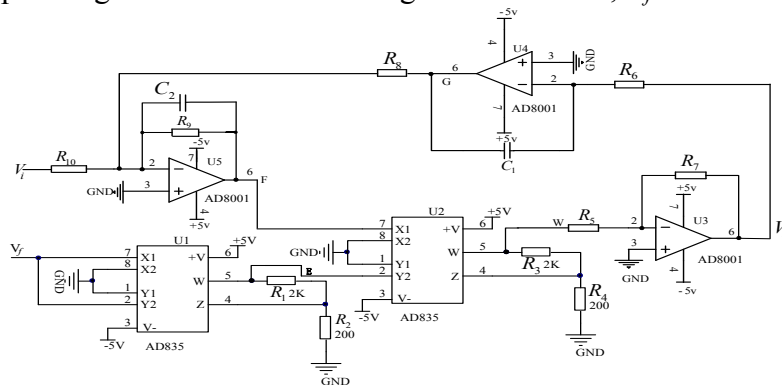 -5v
4
U4
R8
6
3
GND
R6
G
2
C2
AD8001
R9
-5v
7
+5v
R10
7
U5
C1
R7
Vi
2
6
F
+5v
GND
3
AD8001
U2
+5V
7
U3
4
7
X1
+V
6
W
R5
2
+5v
8
X2
6
V
Vf
U1
+5V
GND
W
5
3
AD8001
7
X1
+V
6
1
Y1
R3 2K
GND
4
8
X2
E
2
Y2
Z
4
-5v
GND
W
5
R4
1
Y1
R1 2K
3
V-
200
2
Y2
Z
4
-5V
AD835
3
V-
R2
GND
-5V
200
AD835
GND